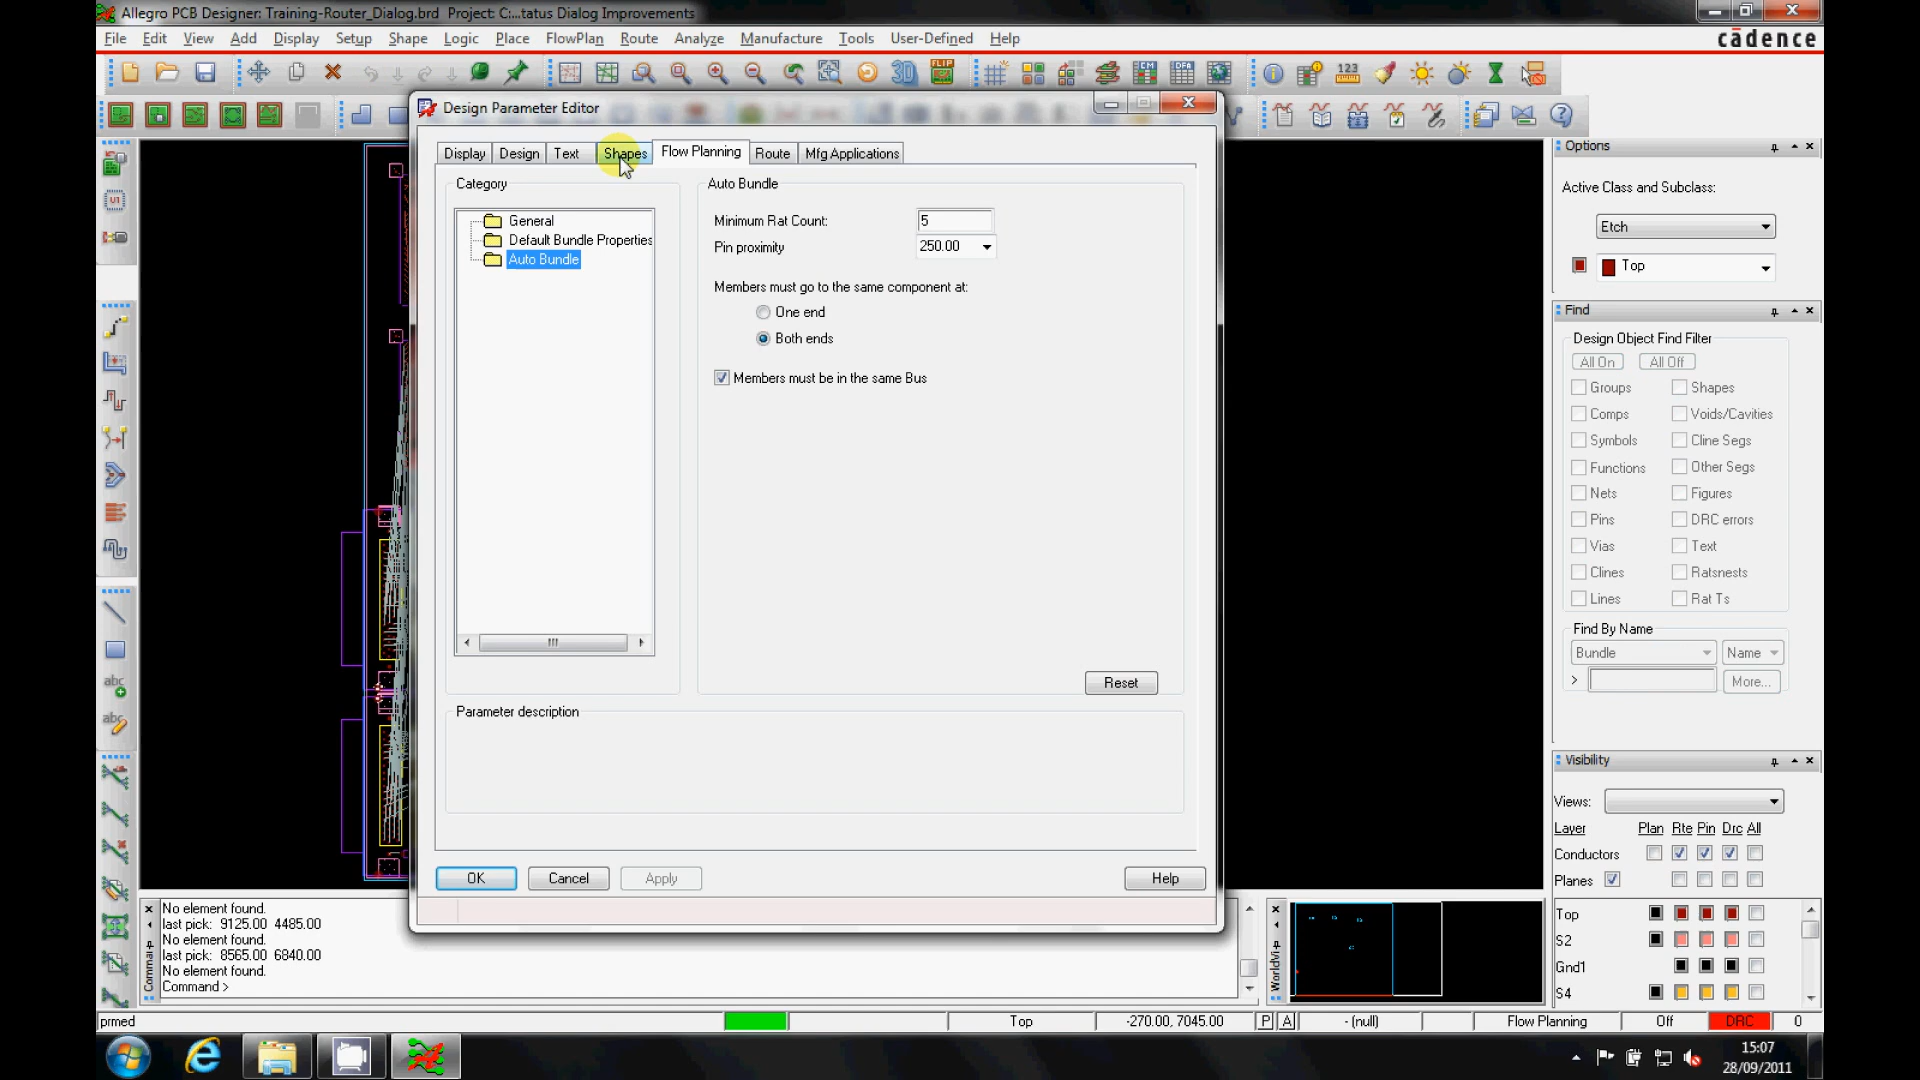 Allegro PCB Designer: Training-Router_Dialog.brd Project: C:...tatus Dialog Improvements
File Edit View Add Display Setup Shape Logic Place FlowPlan Route Analyze Manufacture Tools User-Defined Help
cādence
Design Parameter Editor
Display Design Text Shapes Flow Planning Route Mfg Applications
Category
General
Default Bundle Properties
Auto Bundle
Auto Bundle
Minimum Rat Count: 5
Pin proximity 250.00
Members must go to the same component at:
One end
Both ends
Members must be in the same Bus
Reset
Parameter description
OK Cancel Apply Help
Options
Active Class and Subclass:
Etch
Top
Find
Design Object Find Filter
All On All Off
Groups Shapes
Comps Voids/Cavities
Symbols Cline Segs
Functions Other Segs
Nets Figures
Pins DRC errors
Vias Text
Clines Ratsnests
Lines Rat Ts
Find By Name
Bundle Name
> More...
Visibility
Views:
Layer Plan Rte Pin Drc All
Conductors
Planes
Top
S2
Gnd1
S4
No element found.
last pick: 9125.00 4485.00
No element found.
last pick: 8565.00 6840.00
No element found.
Command >
prmed Top -270.00, 7045.00 P A - (null) Flow Planning Off DRC 0
15:07
28/09/2011